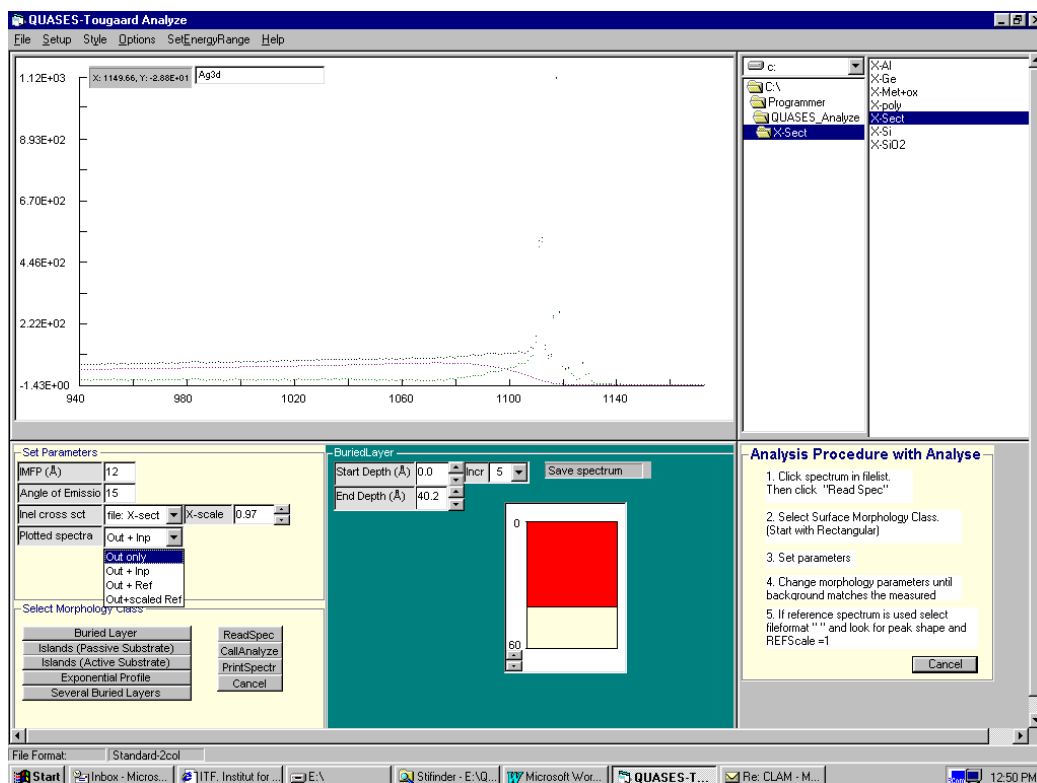 QUASES-Tougaard Analyze
File Setup Style Options SetEnergyRange Help
X: 1149.66, Y: -2.88E+01
Ag3d
1.12E+03
8.93E+02
6.70E+02
4.46E+02
2.22E+02
-1.43E+00
940 980 1020 1060 1100 1140
c:
C:\
Programmer
QUASES_Analyze
X-Sect
X-Al
X-Ge
X-Met+ox
X-poly
X-Sect
X-Si
X-SiO2
Set Parameters
IMFP (Å) 12
Angle of Emissio 15
Inel cross sct file: X-sect X-scale 0.97
Plotted spectra Out + Inp
Out only
Out + Inp
Out + Ref
Out+scaled Ref
Select Morphology Class
Buried Layer
Islands (Passive Substrate)
Islands (Active Substrate)
Exponential Profile
Several Buried Layers
ReadSpec
CallAnalyze
PrintSpectr
Cancel
BuriedLayer
Start Depth (Å) 0.0 Incr 5 Save spectrum
End Depth (Å) 40.2
0
60
Analysis Procedure with Analyse
1. Click spectrum in filelist.
Then click "Read Spec"
2. Select Surface Morphology Class.
(Start with Rectangular)
3. Set parameters
4. Change morphology parameters until
background matches the measured
5. If reference spectrum is used select
fileformat " " and look for peak shape and
REFScale =1
Cancel
File Format: Standard-2col
Start Inbox - Micros... ITF. Institut for ... E:\ Stifinder - E:\Q... Microsoft Wor... QUASES-T... Re: CLAM - M... 12:50 PM